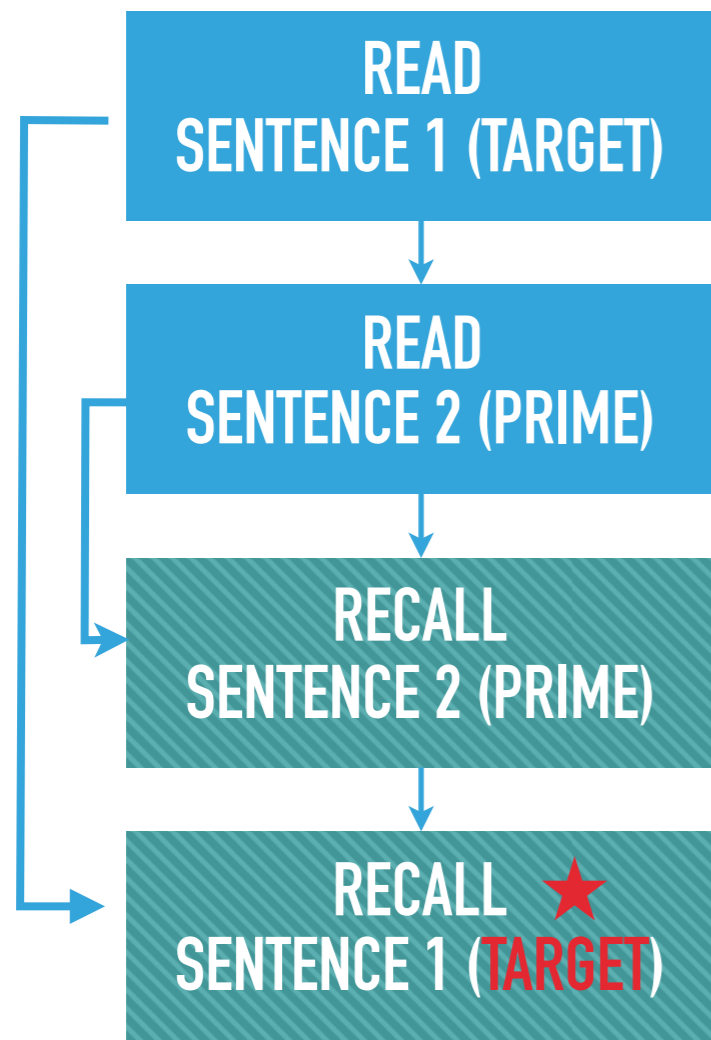 READ
SENTENCE 1 (TARGET)
READ
SENTENCE 2 (PRIME)
RECALL
SENTENCE 2 (PRIME)
RECALL
SENTENCE 1 (TARGET)